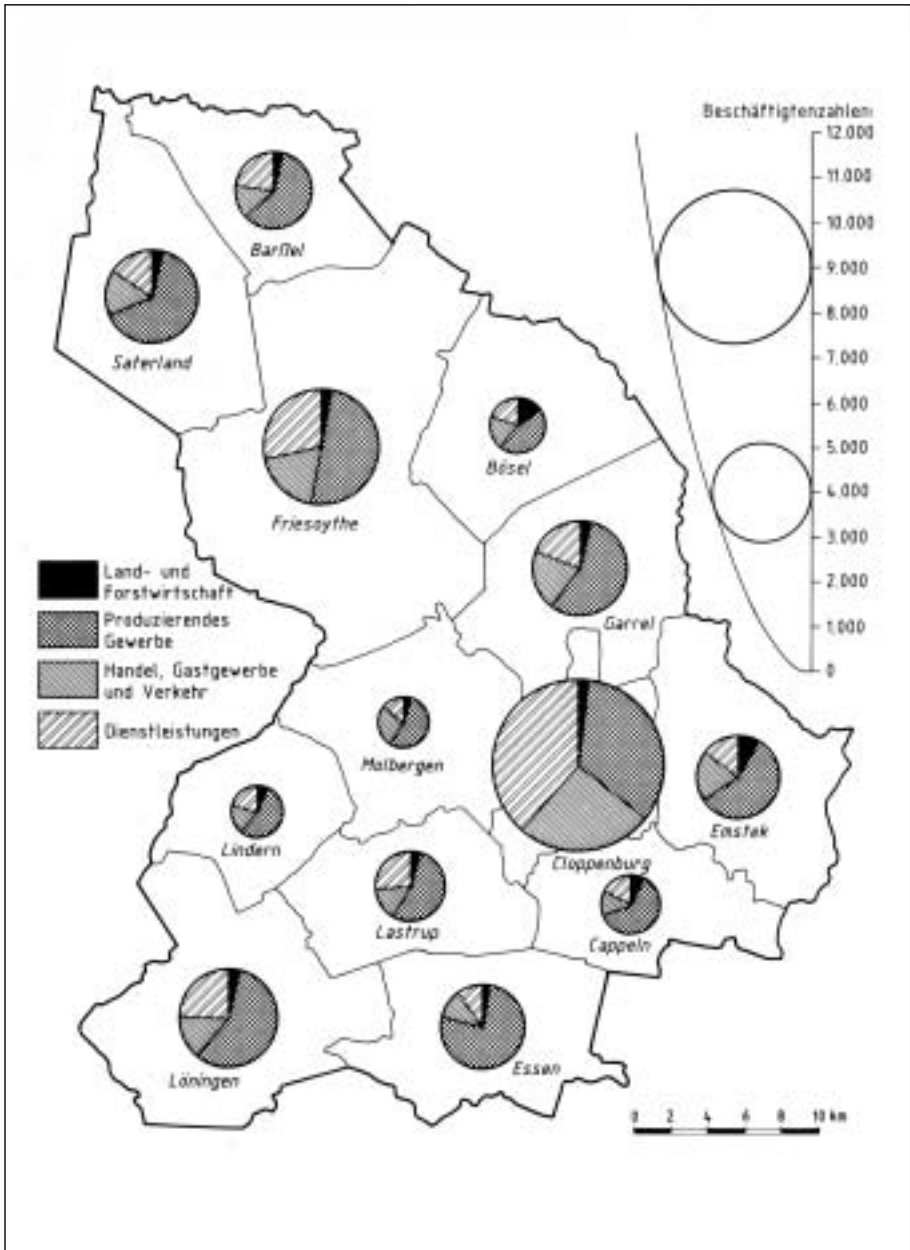 Beschäftigtenzahlen
12.000
11.000
10.000
9.000
8.000
7.000
6.000
5.000
4.000
3.000
2.000
1.000
0
Barßel
Saterland
Friesoythe
Bösel
Garrel
Land- und
Forstwirtschaft
Produzierendes
Gewerbe
Handel, Gastgewerbe
und Verkehr
Dienstleistungen
Molbergen
Lindern
Cloppenburg
Emstek
Lastrup
Cappeln
Löningen
Essen
0 2 4 6 8 10 km